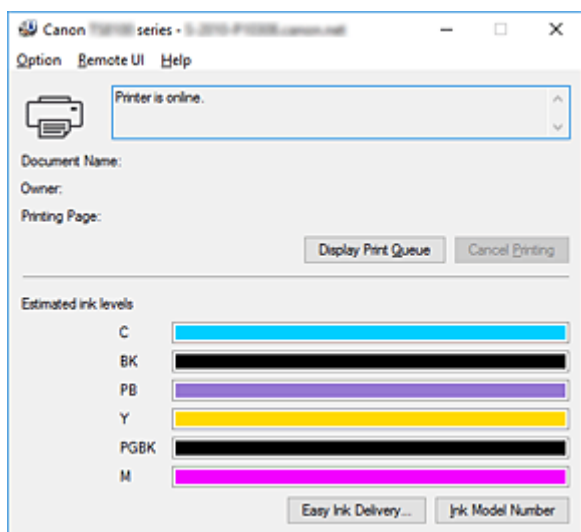 Canon series -
Option Remote UI Help
Printer is online.
Document Name:
Owner:
Printing Page:
Display Print Queue Cancel Printing
Estimated ink levels
C
BK
PB
Y
PGBK
M
Easy Ink Delivery... Ink Model Number